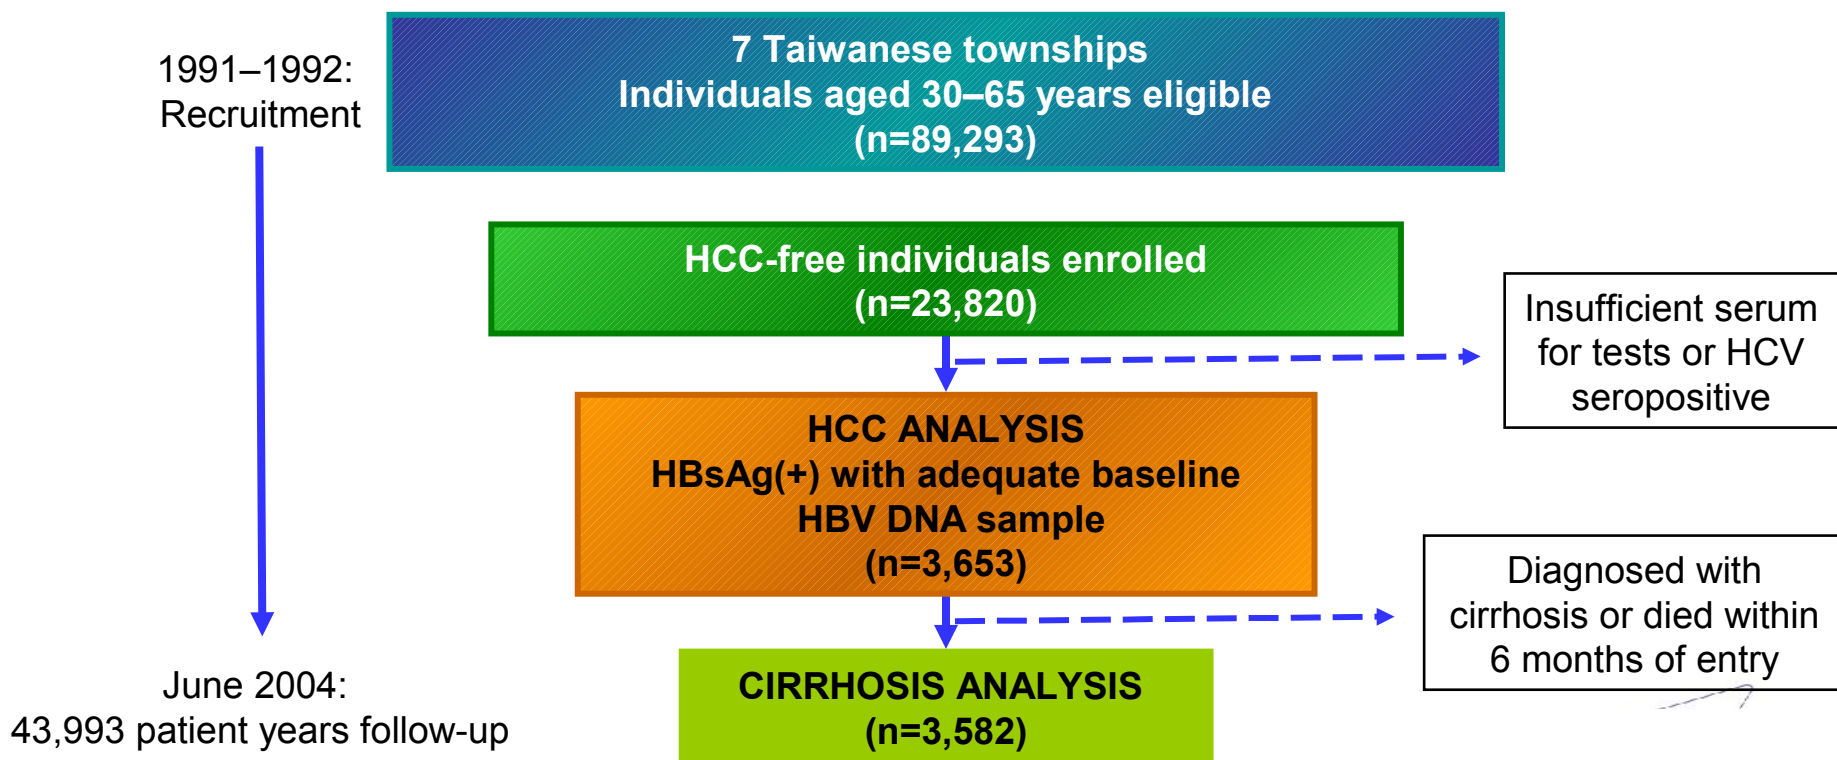 1991–1992:
Recruitment
7 Taiwanese townships
Individuals aged 30–65 years eligible
(n=89,293)
HCC-free individuals enrolled
(n=23,820)
Insufficient serum
for tests or HCV
seropositive
HCC ANALYSIS
HBsAg(+) with adequate baseline
HBV DNA sample
(n=3,653)
Diagnosed with
cirrhosis or died within
6 months of entry
CIRRHOSIS ANALYSIS
(n=3,582)
June 2004:
43,993 patient years follow-up